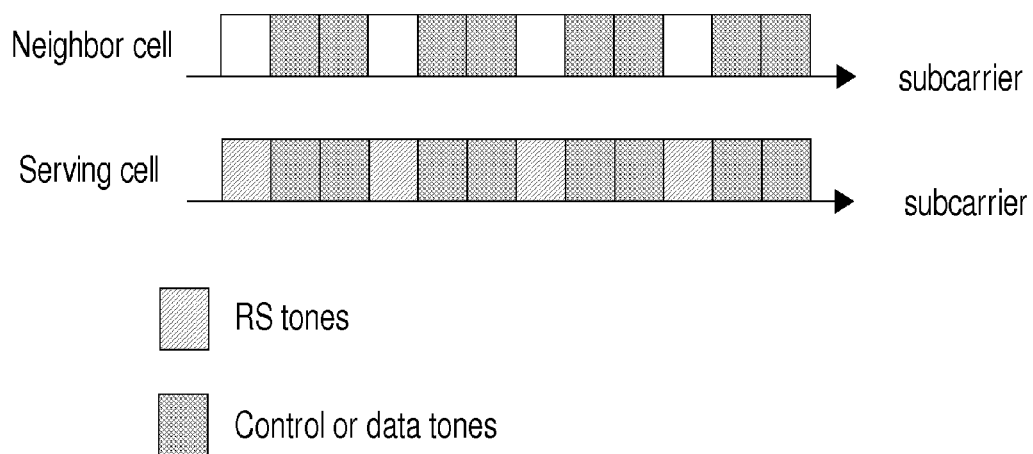 Neighbor cell
subcarrier
Serving cell
subcarrier
RS tones
Control or data tones